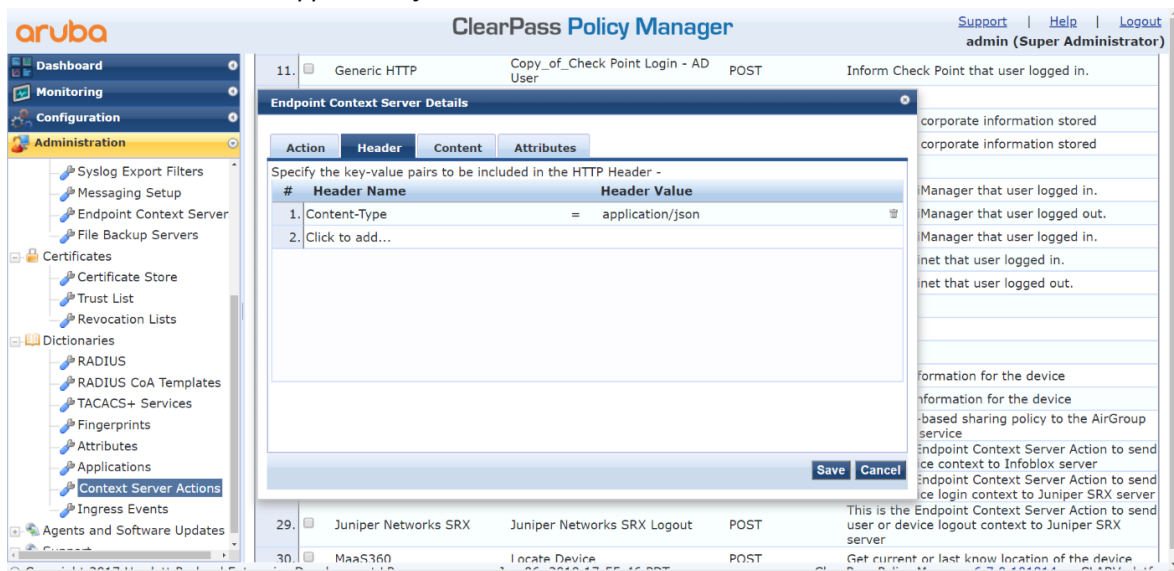 aruba
ClearPass Policy Manager
Support | Help | Logout
admin (Super Administrator)
Dashboard
Monitoring
Configuration
Administration
Syslog Export Filters
Messaging Setup
Endpoint Context Server
File Backup Servers
Certificates
Certificate Store
Trust List
Revocation Lists
Dictionaries
RADIUS
RADIUS CoA Templates
TACACS+ Services
Fingerprints
Attributes
Applications
Context Server Actions
Ingress Events
Agents and Software Updates
11. Generic HTTP Copy_of_Check Point Login - AD User POST Inform Check Point that user logged in.
Endpoint Context Server Details
Action Header Content Attributes
Specify the key-value pairs to be included in the HTTP Header -
# Header Name Header Value
1. Content-Type = application/json
2. Click to add...
Save Cancel
corporate information stored
corporate information stored
Manager that user logged in.
Manager that user logged out.
Manager that user logged in.
inet that user logged in.
inet that user logged out.
formation for the device
formation for the device
-based sharing policy to the AirGroup
service
Endpoint Context Server Action to send
ice context to Infoblox server
Endpoint Context Server Action to send
ice login context to Juniper SRX server
29. Juniper Networks SRX Juniper Networks SRX Logout POST This is the Endpoint Context Server Action to send
user or device logout context to Juniper SRX
server
30. MaaS360 Locate Device POST Get current or last know location of the device